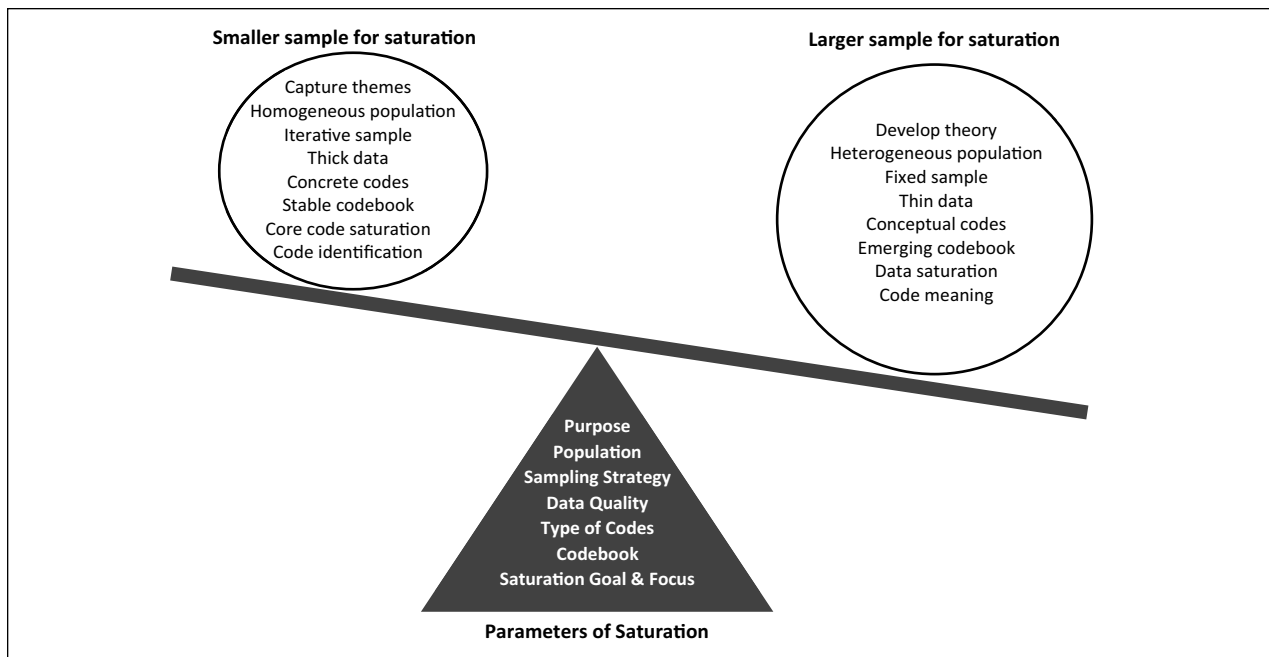 Smaller sample for saturation
Capture themes
Homogeneous population
Iterative sample
Thick data
Concrete codes
Stable codebook
Core code saturation
Code identification
Larger sample for saturation
Develop theory
Heterogeneous population
Fixed sample
Thin data
Conceptual codes
Emerging codebook
Data saturation
Code meaning
Purpose
Population
Sampling Strategy
Data Quality
Type of Codes
Codebook
Saturation Goal & Focus
Parameters of Saturation